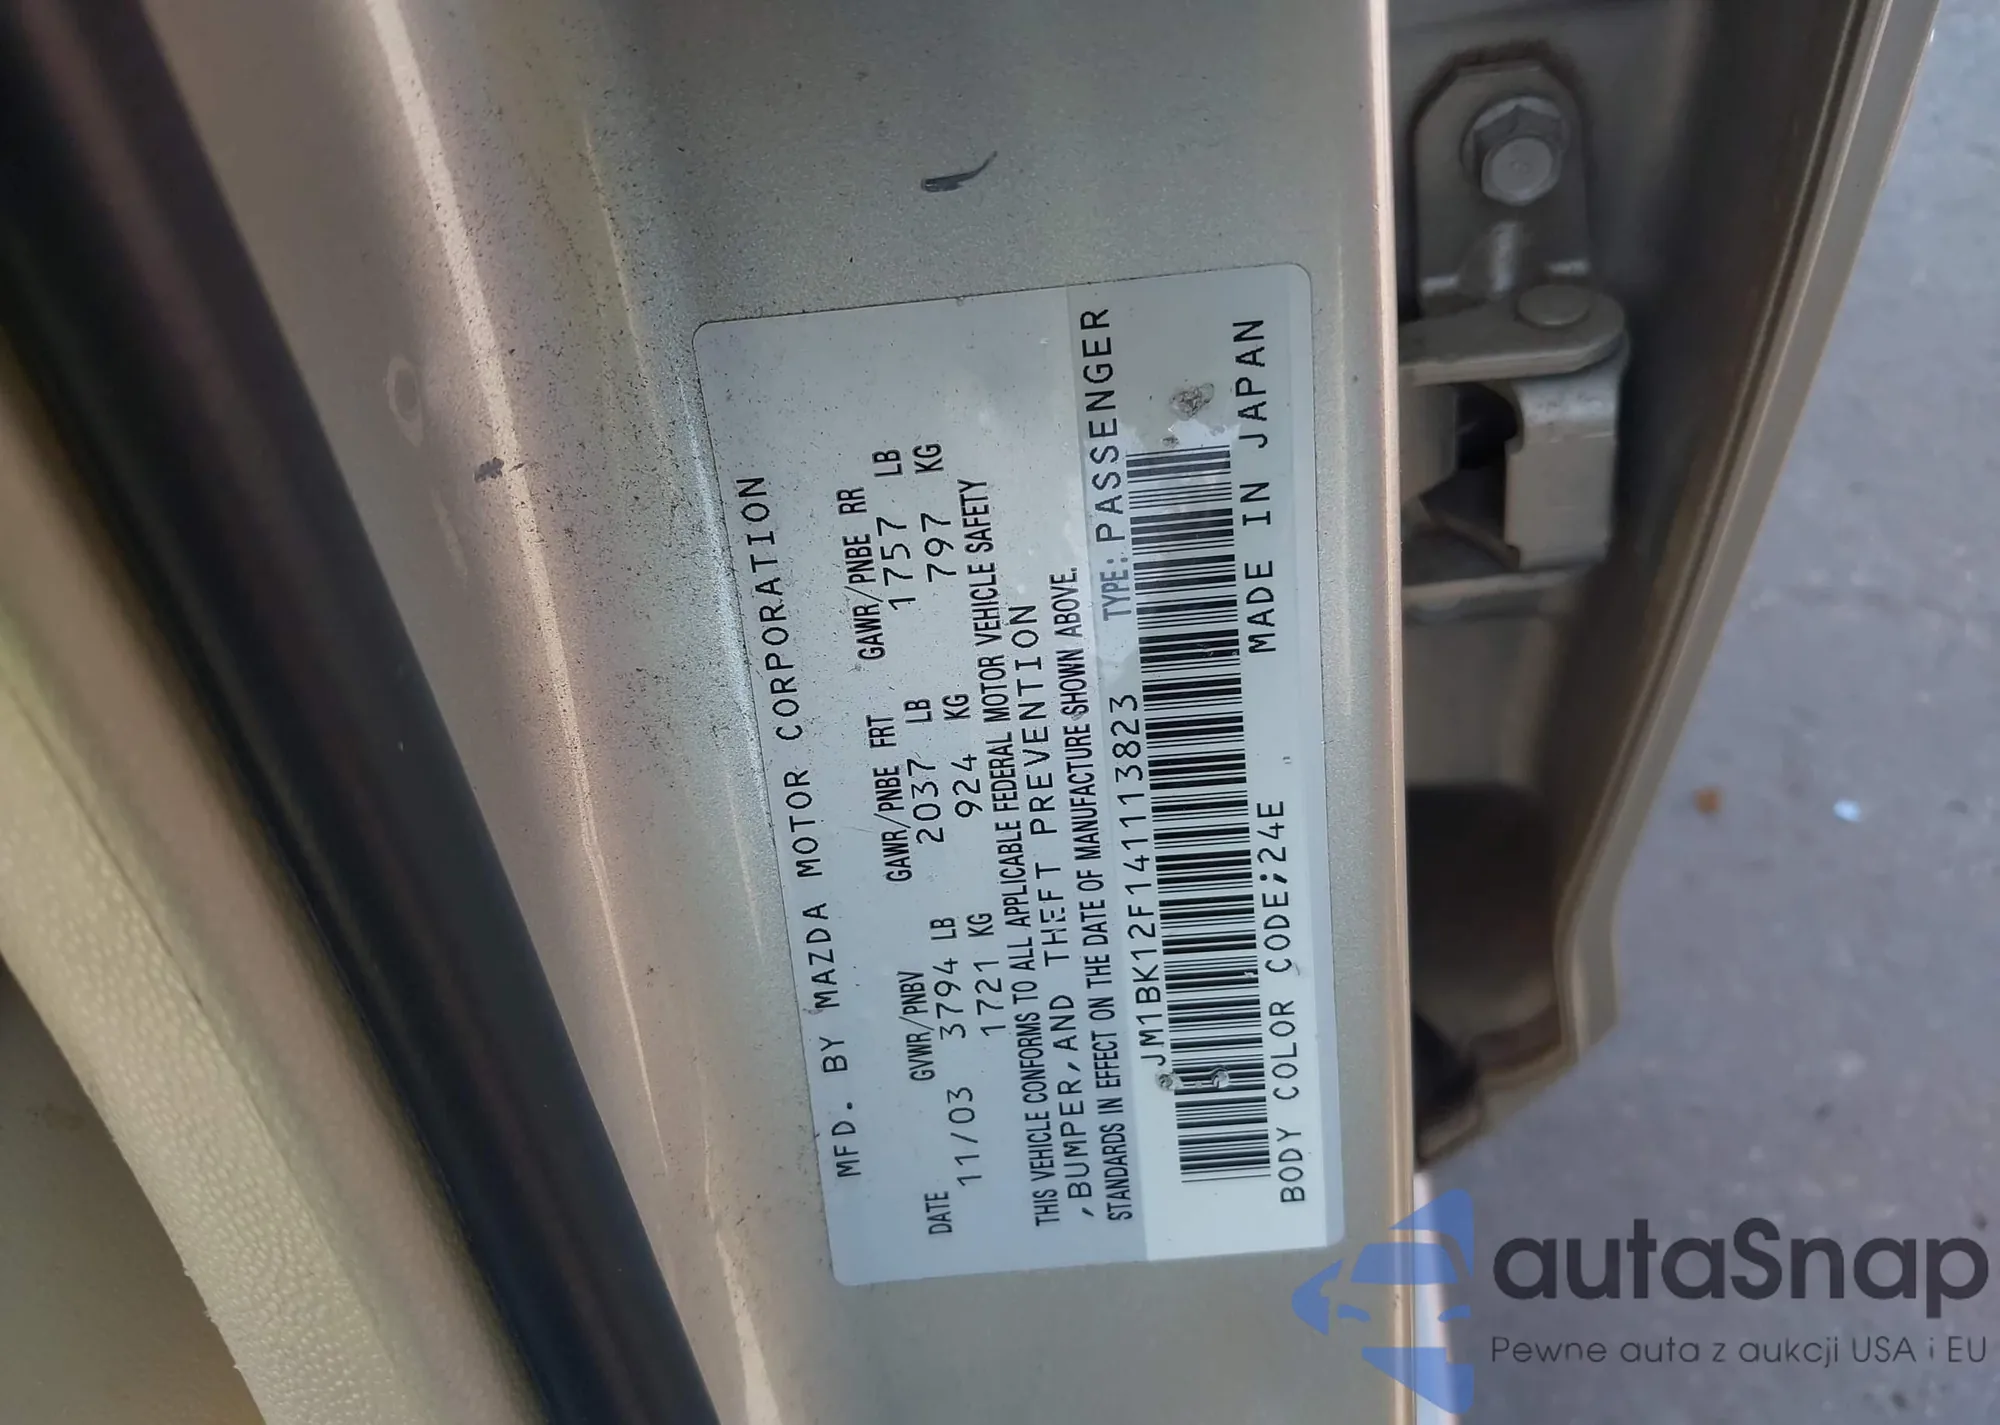 MFD. BY MAZDA MOTOR CORPORATION
DATE GVWR/PNBV GAWR/PNBE FRT GAWR/PNBE RR
11/03 3794 LB 2037 LB 1757 LB
1721 KG 924 KG 797 KG
THIS VEHICLE CONFORMS TO ALL APPLICABLE FEDERAL MOTOR VEHICLE SAFETY
,BUMPER,AND THEFT PREVENTION
STANDARDS IN EFFECT ON THE DATE OF MANUFACTURE SHOWN ABOVE.
JM1BK12F141113823 TYPE:PASSENGER
BODY COLOR CODE;24E MADE IN JAPAN
autaSnap
Pewne auta z aukcji USA i EU